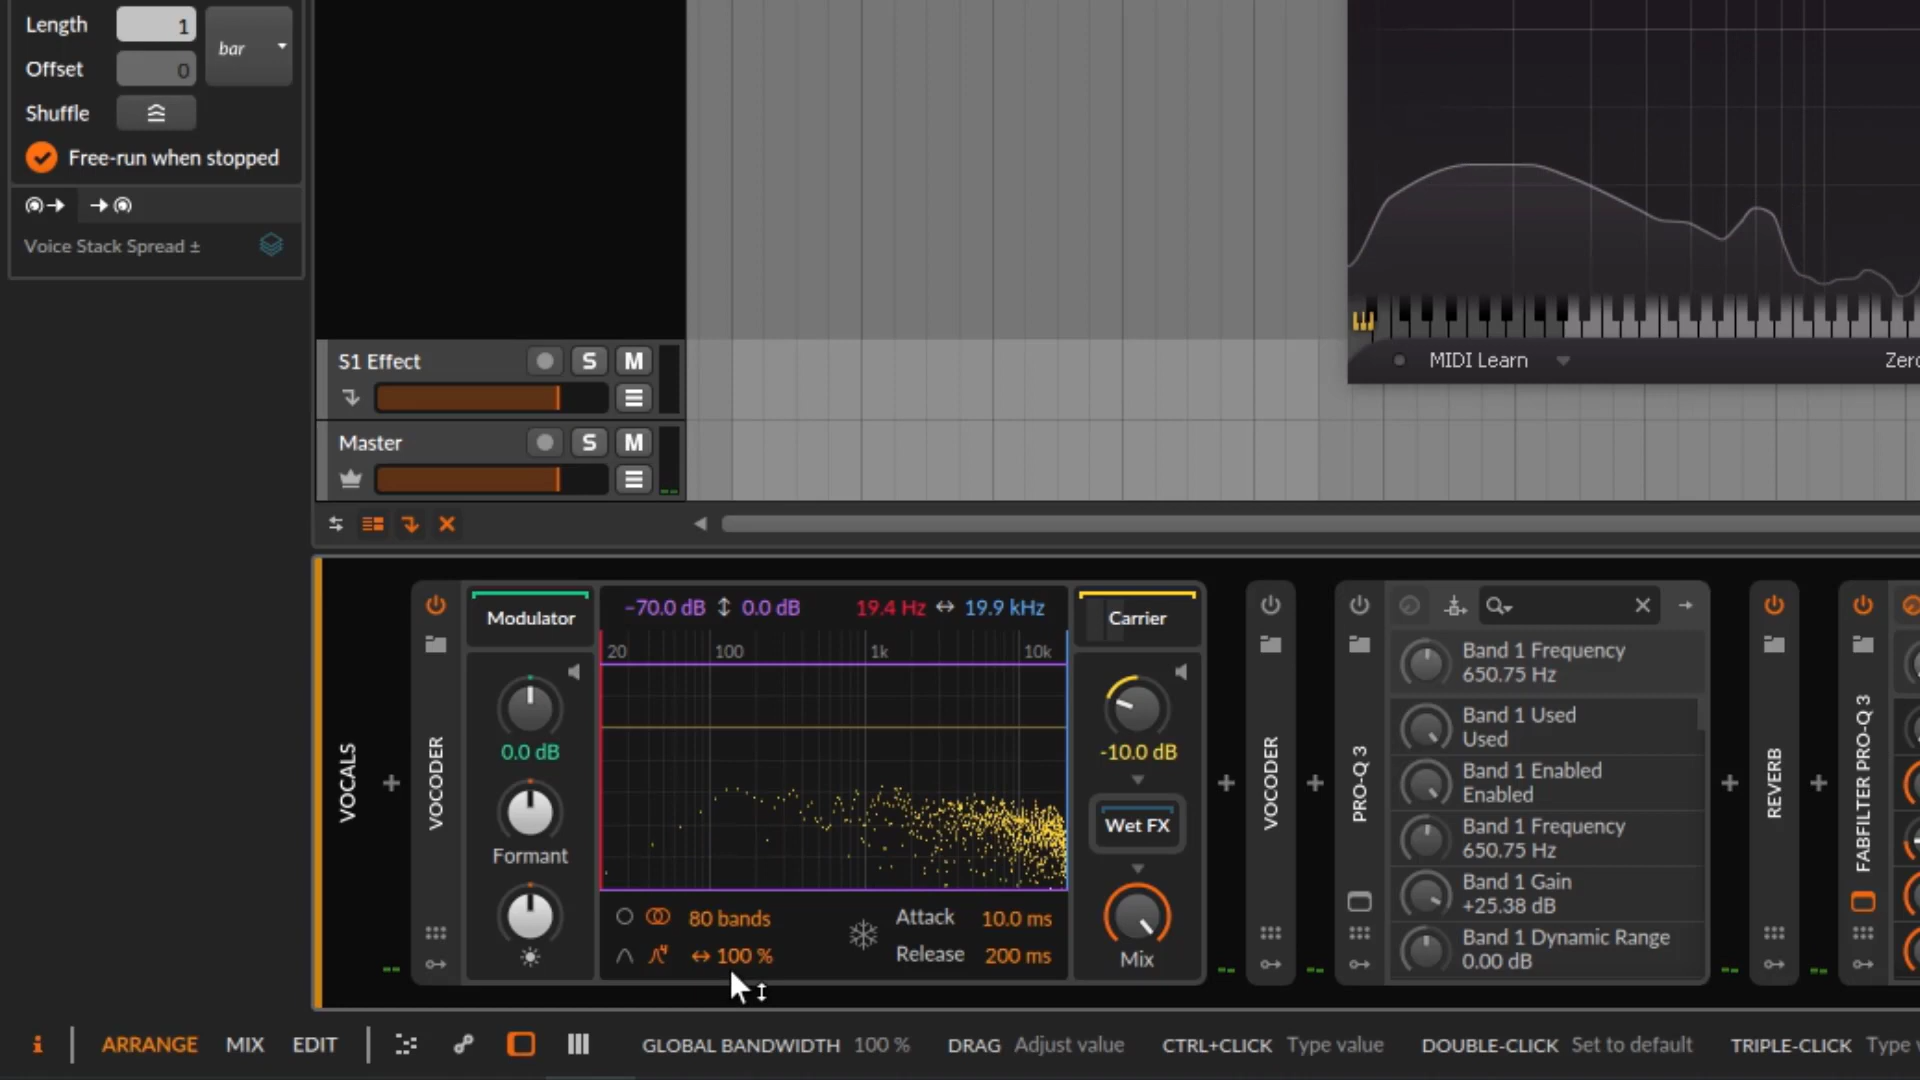 Length 1 bar
Offset 0
Shuffle
Free-run when stopped
Voice Stack Spread ±
S1 Effect S M
Master S M
MIDI Learn
VOCALS
VOCODER
Modulator
0.0 dB
Formant
−70.0 dB 0.0 dB 19.4 Hz 19.9 kHz
20 100 1k 10k
80 bands Attack 10.0 ms
100 % Release 200 ms
Carrier
-10.0 dB
Wet FX
Mix
VOCODER
PRO-Q 3
Band 1 Frequency
650.75 Hz
Band 1 Used
Used
Band 1 Enabled
Enabled
Band 1 Frequency
650.75 Hz
Band 1 Gain
+25.38 dB
Band 1 Dynamic Range
0.00 dB
REVERB
FABFILTER PRO-Q 3
i ARRANGE MIX EDIT GLOBAL BANDWIDTH 100 % DRAG Adjust value CTRL+CLICK Type value DOUBLE-CLICK Set to default TRIPLE-CLICK Type